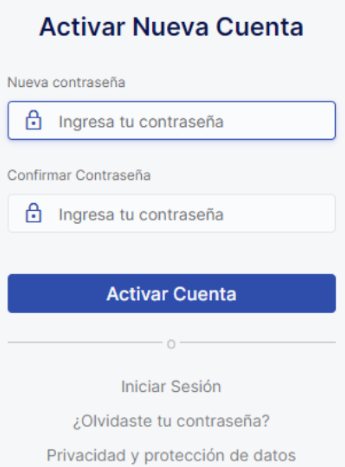 Activar Nueva Cuenta
Nueva contraseña
Ingresa tu contraseña
Confirmar Contraseña
Ingresa tu contraseña
Activar Cuenta
o
Iniciar Sesión
¿Olvidaste tu contraseña?
Privacidad y protección de datos